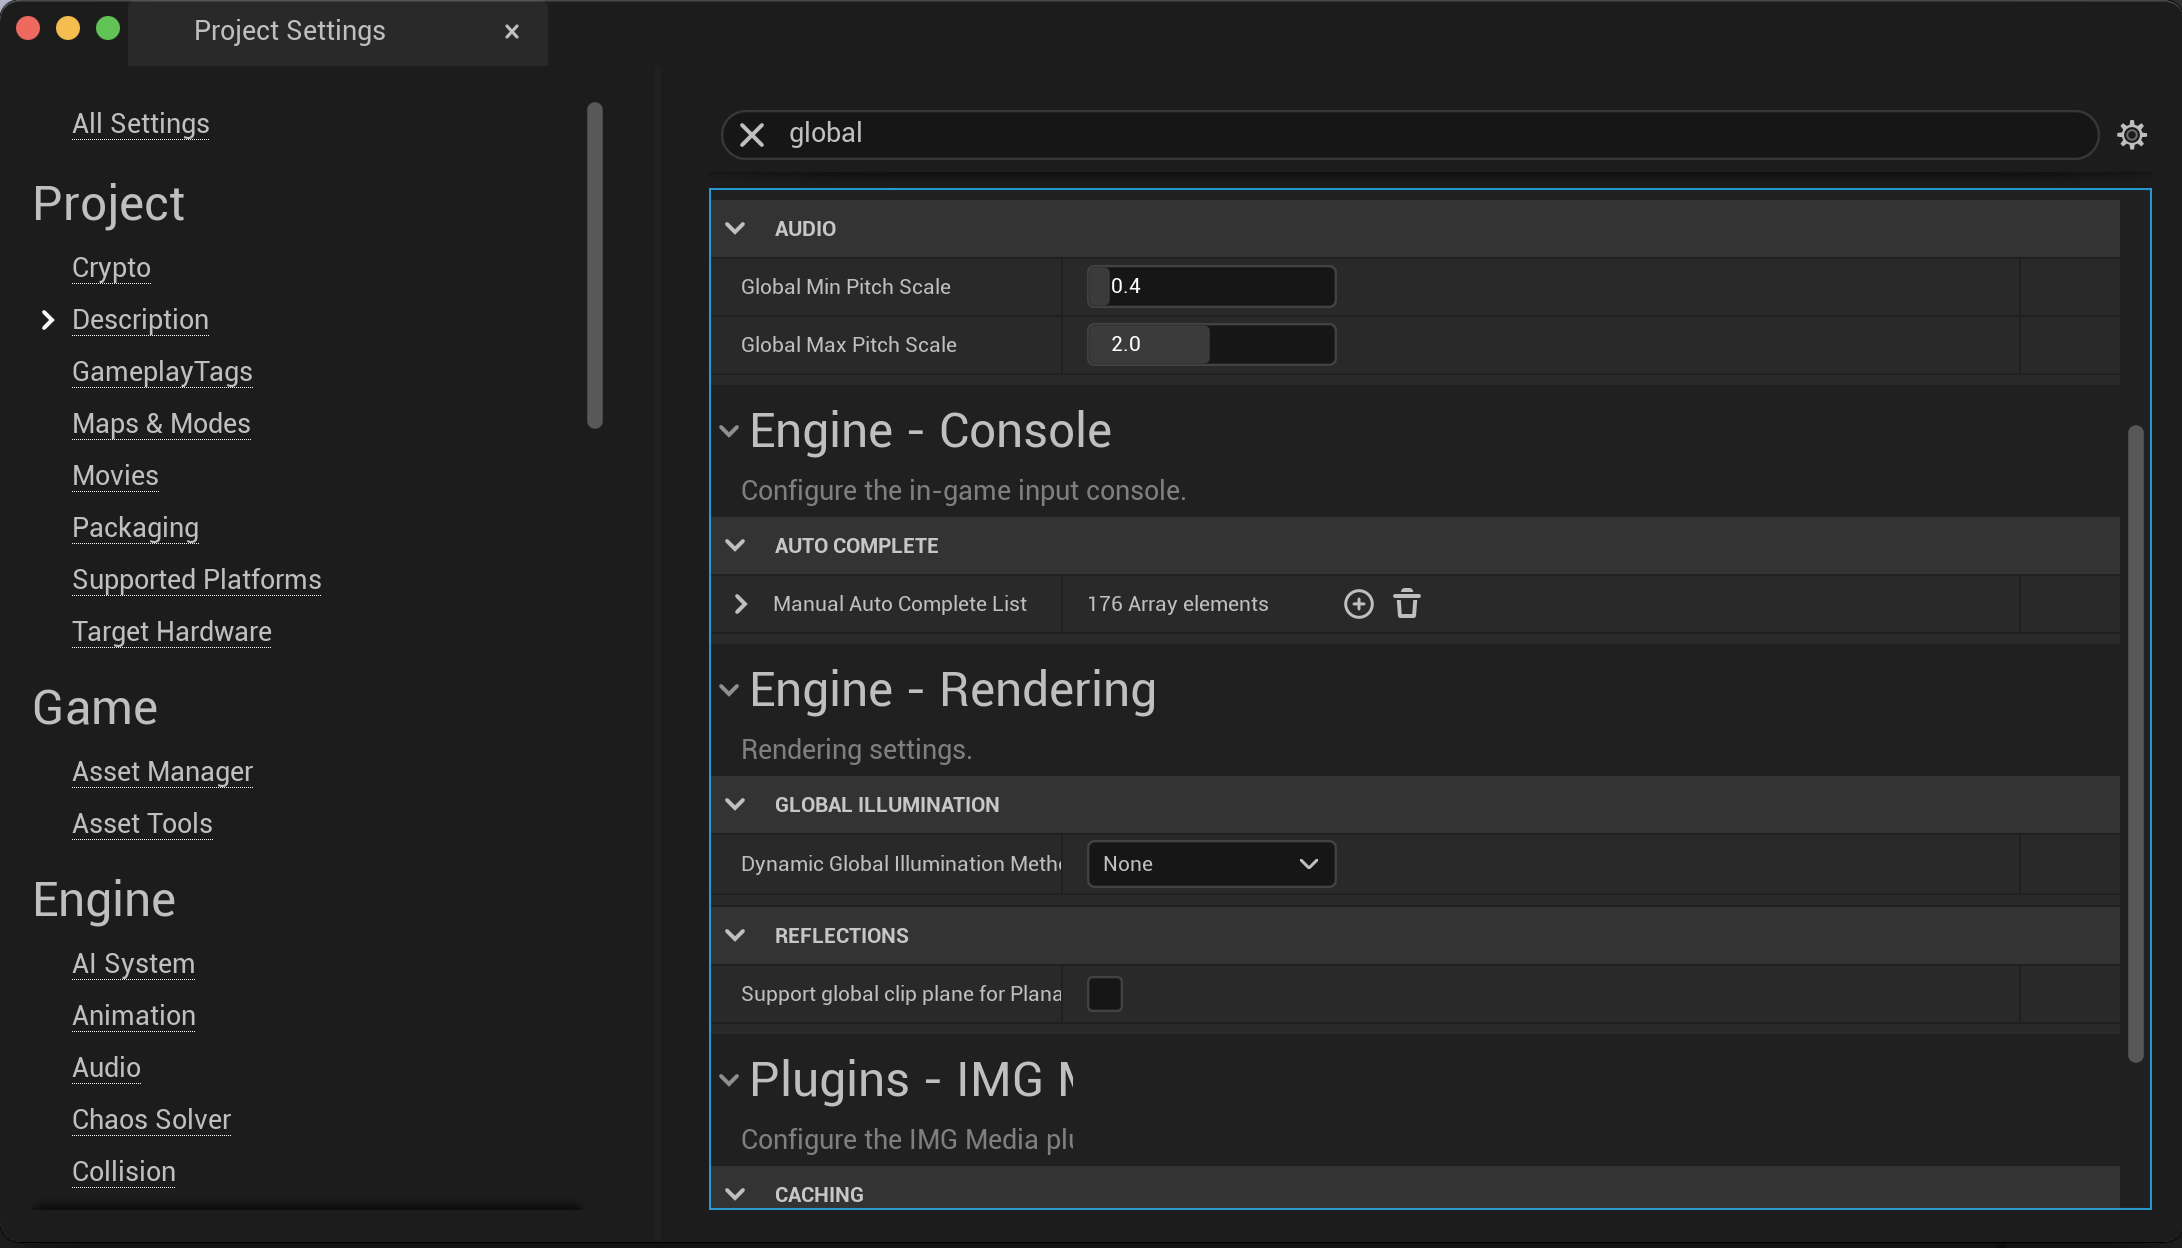 Project Settings
All Settings
Project
Crypto
Description
GameplayTags
Maps & Modes
Movies
Packaging
Supported Platforms
Target Hardware
Game
Asset Manager
Asset Tools
Engine
AI System
Animation
Audio
Chaos Solver
Collision
global
AUDIO
Global Min Pitch Scale 0.4
Global Max Pitch Scale 2.0
Engine - Console
Configure the in-game input console.
AUTO COMPLETE
Manual Auto Complete List 176 Array elements
Engine - Rendering
Rendering settings.
GLOBAL ILLUMINATION
Dynamic Global Illumination Meth None
REFLECTIONS
Support global clip plane for Plana
Plugins - IMG
Configure the IMG Media pl
CACHING